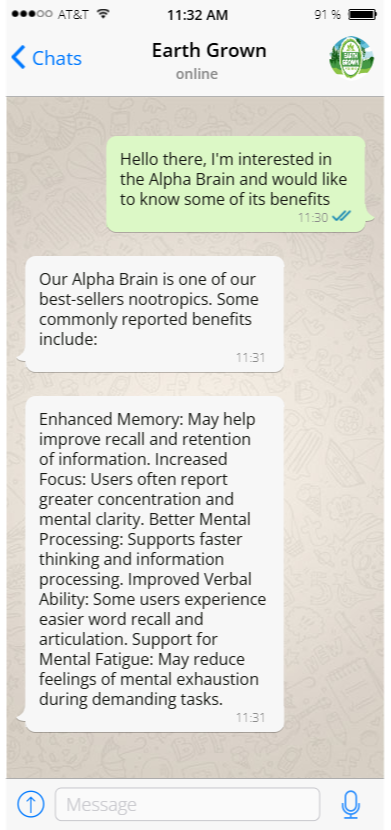 AT&T 11:32 AM 91 %
Chats Earth Grown
online
EARTH
GROWN
Hello there, I'm interested in
the Alpha Brain and would like
to know some of its benefits
11:30
Our Alpha Brain is one of our
best-sellers nootropics. Some
commonly reported benefits
include:
11:31
Enhanced Memory: May help
improve recall and retention
of information. Increased
Focus: Users often report
greater concentration and
mental clarity. Better Mental
Processing: Supports faster
thinking and information
processing. Improved Verbal
Ability: Some users experience
easier word recall and
articulation. Support for
Mental Fatigue: May reduce
feelings of mental exhaustion
during demanding tasks.
11:31
Message